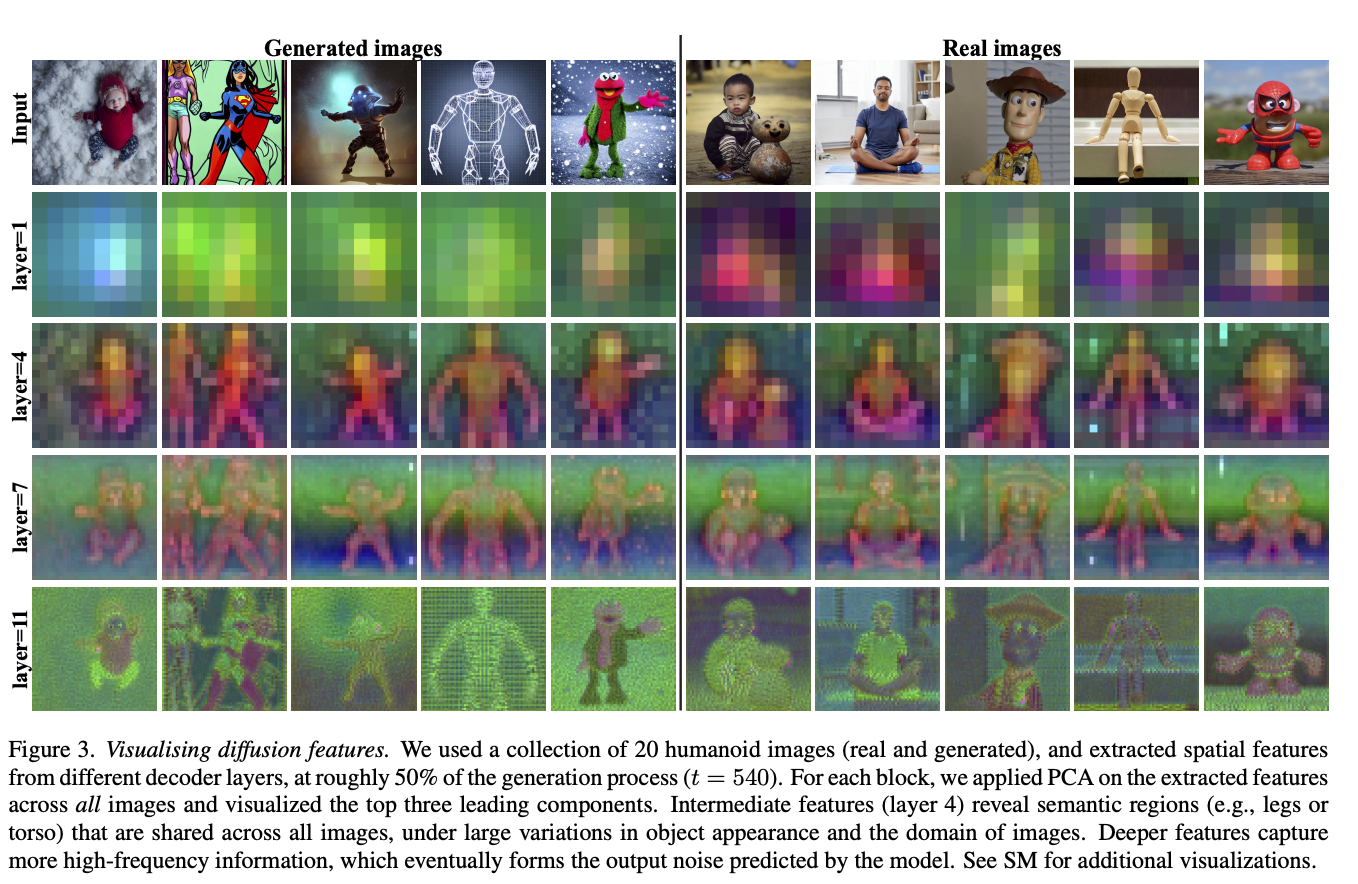 Generated images
Real images
Input
layer=1
layer=4
layer=7
layer=11
Figure 3. Visualising diffusion features. We used a collection of 20 humanoid images (real and generated), and extracted spatial features
from different decoder layers, at roughly 50% of the generation process (t = 540). For each block, we applied PCA on the extracted features
across all images and visualized the top three leading components. Intermediate features (layer 4) reveal semantic regions (e.g., legs or
torso) that are shared across all images, under large variations in object appearance and the domain of images. Deeper features capture
more high-frequency information, which eventually forms the output noise predicted by the model. See SM for additional visualizations.